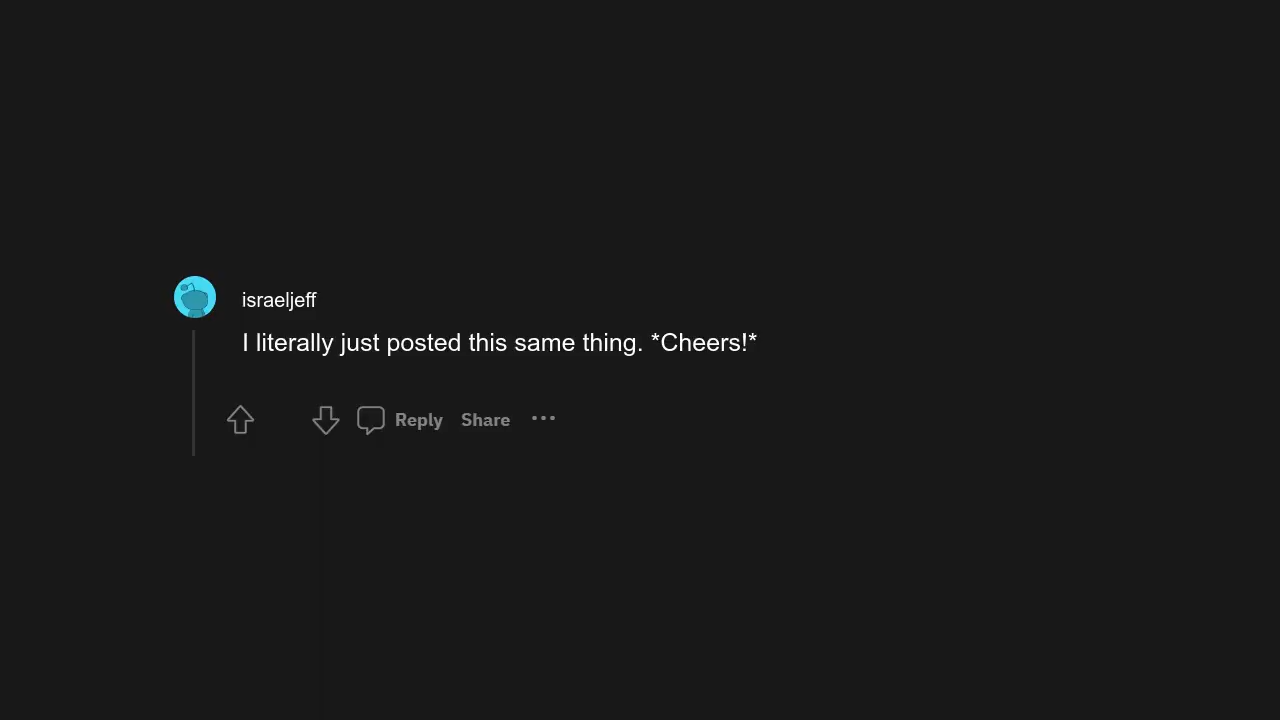 israeljeff
I literally just posted this same thing. *Cheers!*
Reply Share